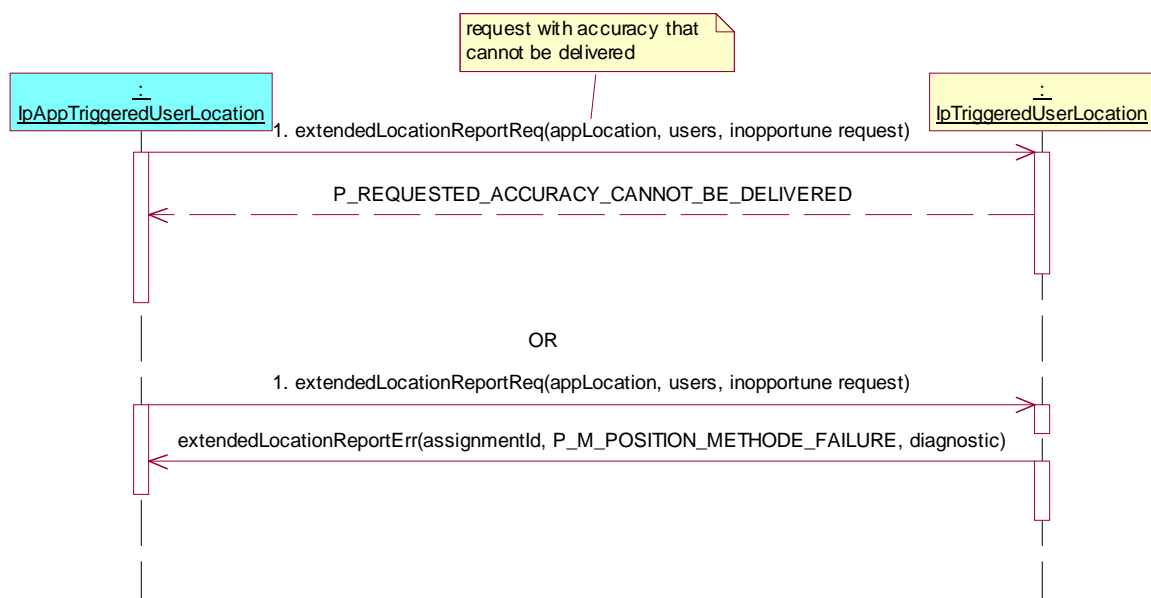 request with accuracy that
cannot be delivered
:
IpAppTriggeredUserLocation
:
IpTriggeredUserLocation
1. extendedLocationReportReq(appLocation, users, inopportune request)
P_REQUESTED_ACCURACY_CANNOT_BE_DELIVERED
OR
1. extendedLocationReportReq(appLocation, users, inopportune request)
extendedLocationReportErr(assignmentId, P_M_POSITION_METHODE_FAILURE, diagnostic)